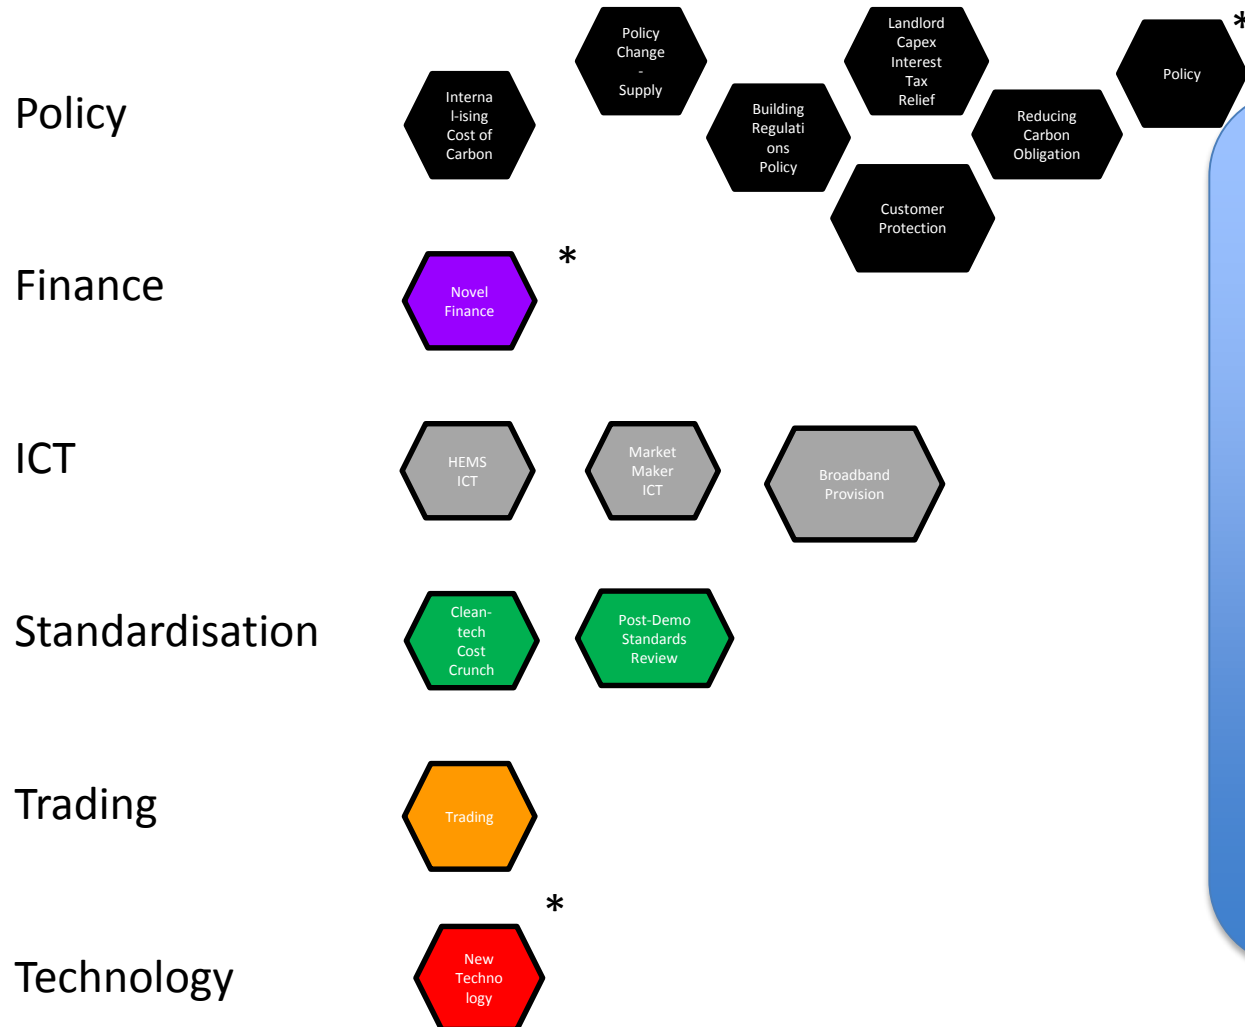 Policy
Interna
l-ising
Cost of
Carbon
Policy
Change
-
Supply
Building
Regulati
ons
Policy
Landlord
Capex
Interest
Tax
Relief
Customer
Protection
Reducing
Carbon
Obligation
Policy
*
Finance
Novel
Finance
*
ICT
HEMS
ICT
Market
Maker
ICT
Broadband
Provision
Standardisation
Clean-
tech
Cost
Crunch
Post-Demo
Standards
Review
Trading
Trading
Technology
New
Techno
logy
*